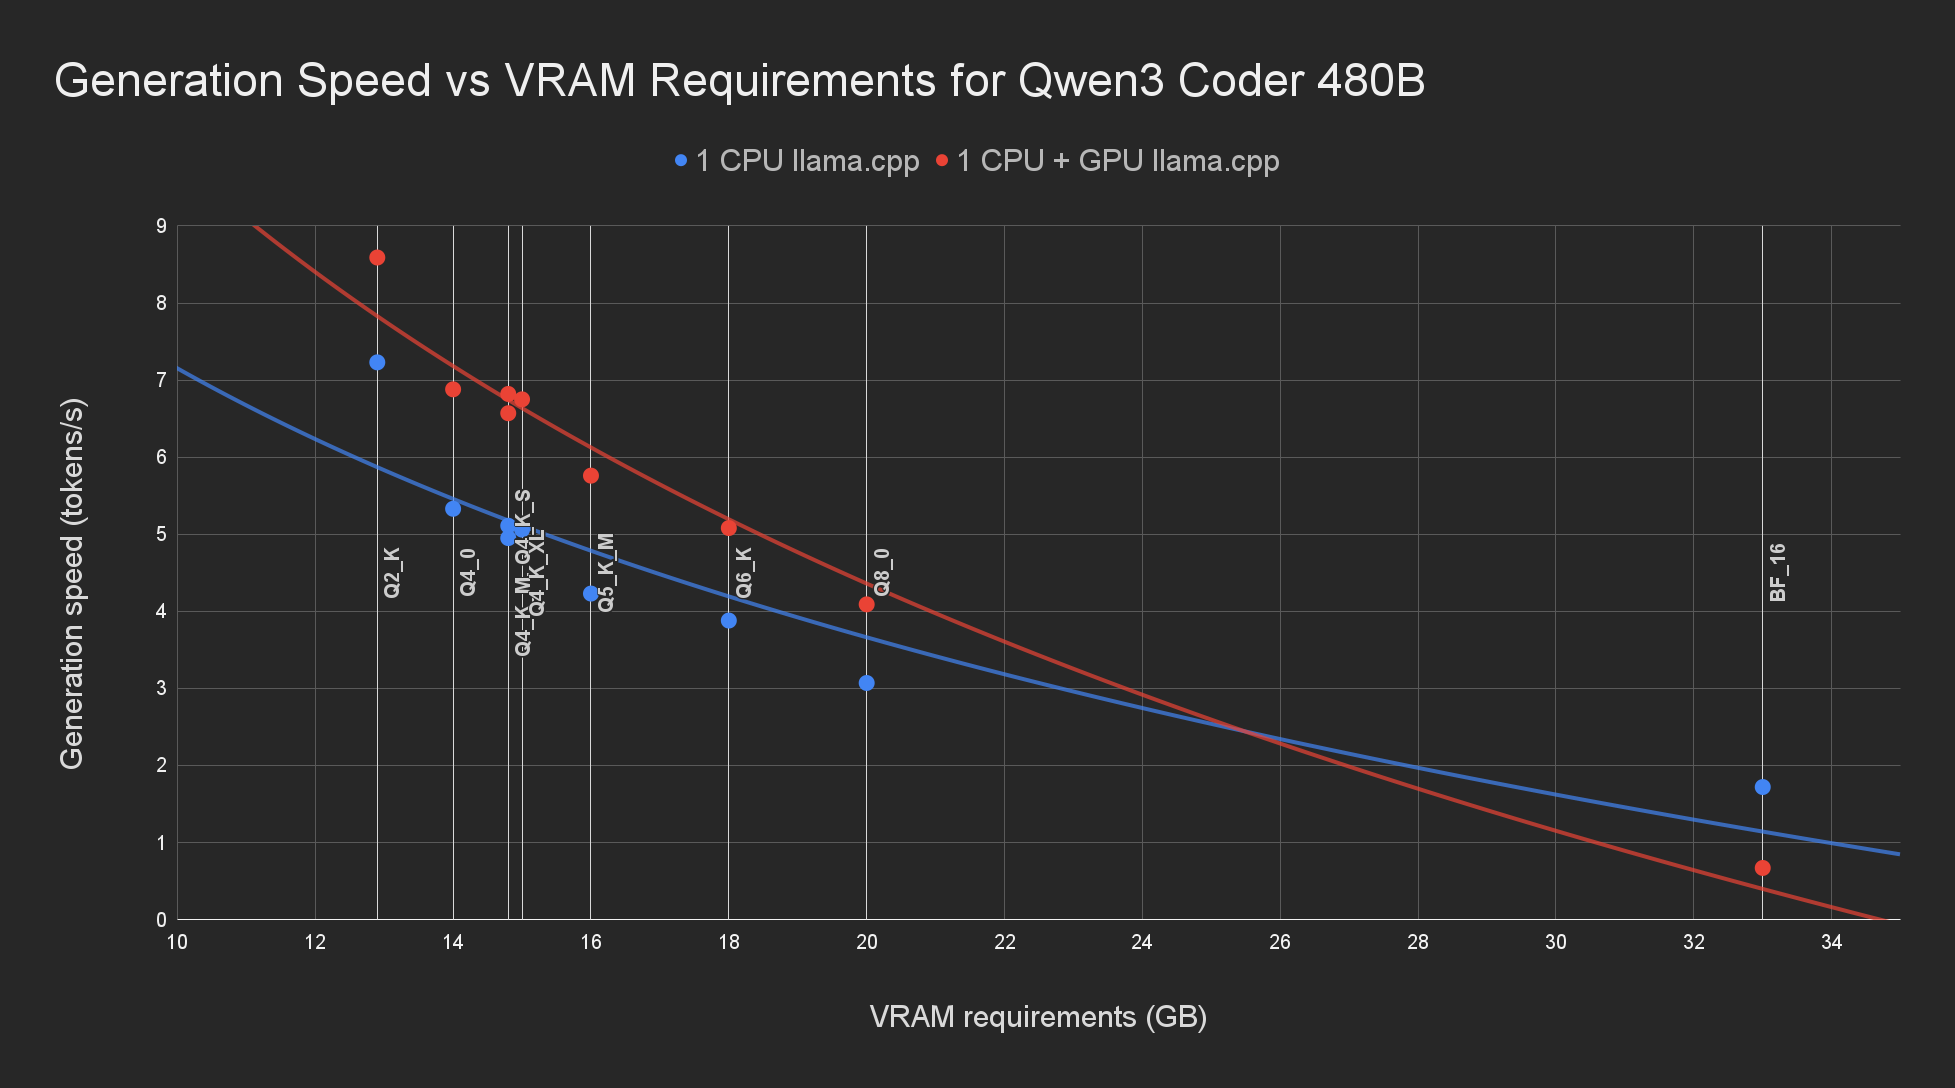 Generation Speed vs VRAM Requirements for Qwen3 Coder 480B
1 CPU llama.cpp
1 CPU + GPU llama.cpp
Generation speed (tokens/s)
9
8
7
6
5
4
3
2
1
0
Q2_K
Q4_0
Q4_K_M Q4_K_S
Q4_K_XL
Q5_K_M
Q6_K
Q8_0
BF_16
10 12 14 16 18 20 22 24 26 28 30 32 34
VRAM requirements (GB)